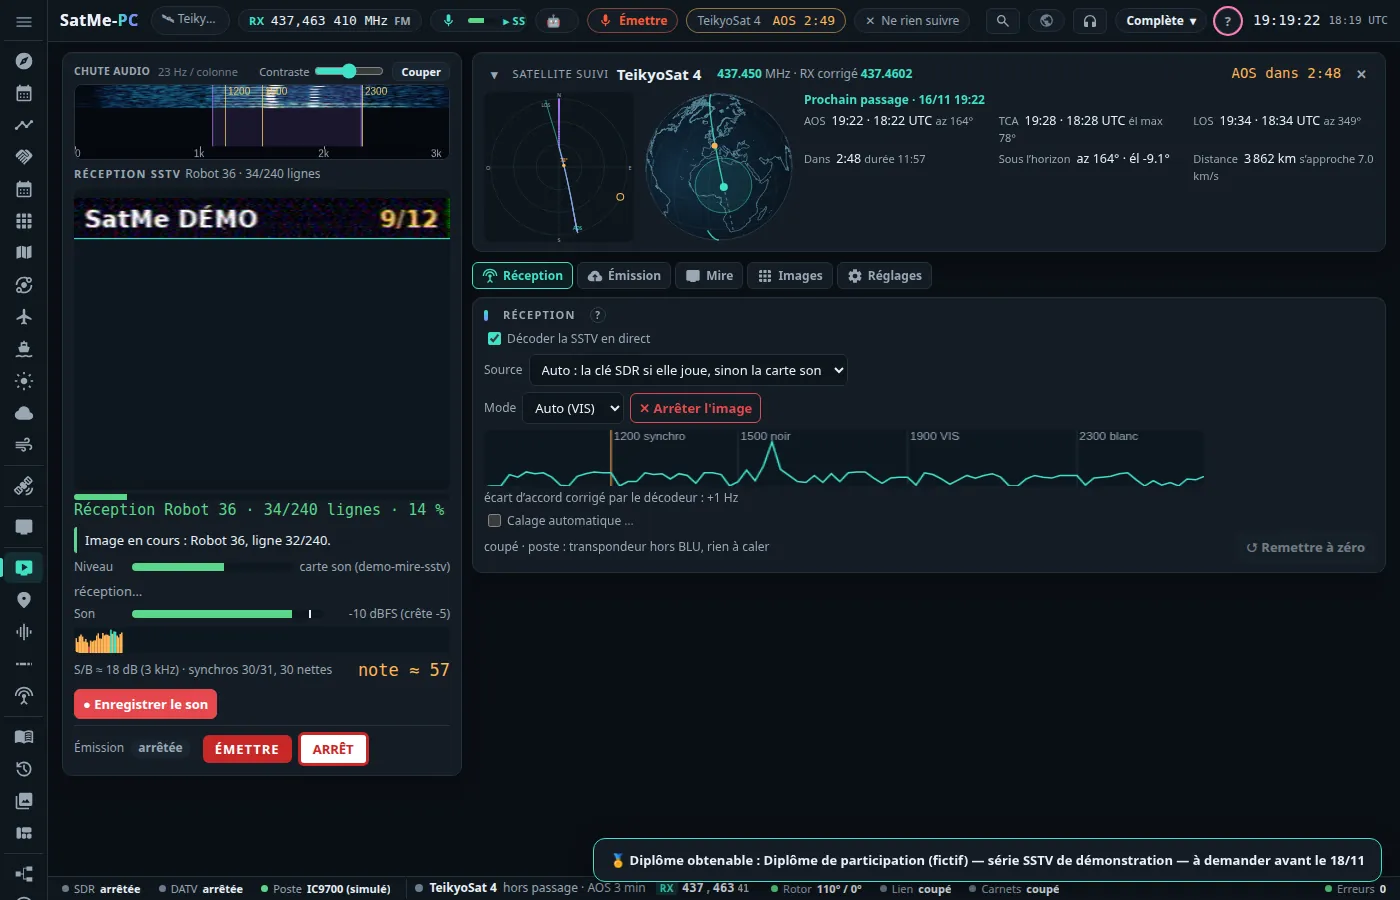 SatMe-PC
Teiky...
RX 437,463 410 MHz FM
▸ SS
Émettre
TeikyoSat 4 AOS 2:49
✕ Ne rien suivre
Complète ▾
?
19:19:22 18:19 UTC
CHUTE AUDIO 23 Hz / colonne Contraste Couper
1200 2300
0 1k 2k 3k
RÉCEPTION SSTV Robot 36 · 34/240 lignes
SatMe DÉMO 9/12
Réception Robot 36 · 34/240 lignes · 14 %
Image en cours : Robot 36, ligne 32/240.
Niveau carte son (demo-mire-sstv)
réception...
Son -10 dBFS (crête -5)
S/B ≈ 18 dB (3 kHz) · synchros 30/31, 30 nettes note ≈ 57
● Enregistrer le son
Émission arrêtée ÉMETTRE ARRÊT
▼ SATELLITE SUIVI TeikyoSat 4 437.450 MHz · RX corrigé 437.4602 AOS dans 2:48 ✕
N
LOS
O E
AOS
S
Prochain passage · 16/11 19:22
AOS 19:22 · 18:22 UTC az 164°
TCA 19:28 · 18:28 UTC él max 78°
LOS 19:34 · 18:34 UTC az 349°
Dans 2:48 durée 11:57
Sous l’horizon az 164° · él -9.1°
Distance 3 862 km s’approche 7.0 km/s
Réception Émission Mire Images Réglages
RÉCEPTION ?
Décoder la SSTV en direct
Source Auto : la clé SDR si elle joue, sinon la carte son
Mode Auto (VIS) ✕ Arrêter l'image
1200 synchro 1500 noir 1900 VIS 2300 blanc
écart d’accord corrigé par le décodeur : +1 Hz
Calage automatique ...
coupé · poste : transpondeur hors BLU, rien à caler
↺ Remettre à zéro
🏅 Diplôme obtenable : Diplôme de participation (fictif) — série SSTV de démonstration — à demander avant le 18/11
SDR arrêtée DATV arrêtée Poste IC9700 (simulé) TeikyoSat 4 hors passage · AOS 3 min RX 437,463 41 Rotor 110° / 0° Lien coupé Carnets coupé Erreurs 0